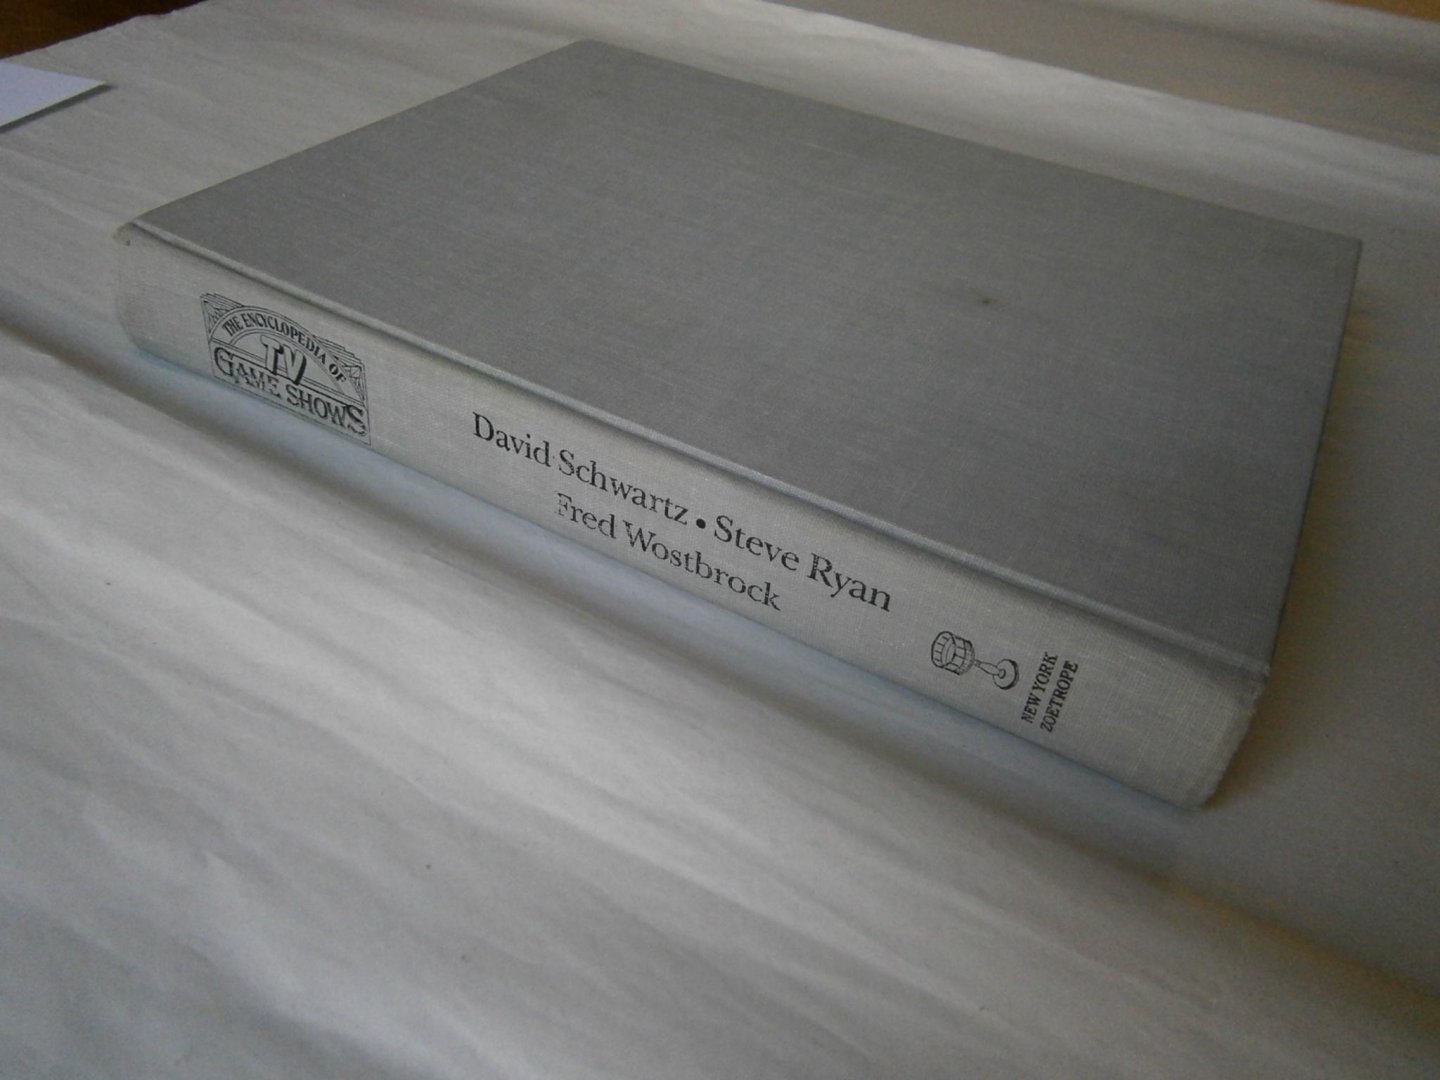 THE ENCYCLOPEDIA OF
TV
GAME SHOWS
David Schwartz • Steve Ryan
Fred Wostbrock
NEW YORK
ZOETROPE